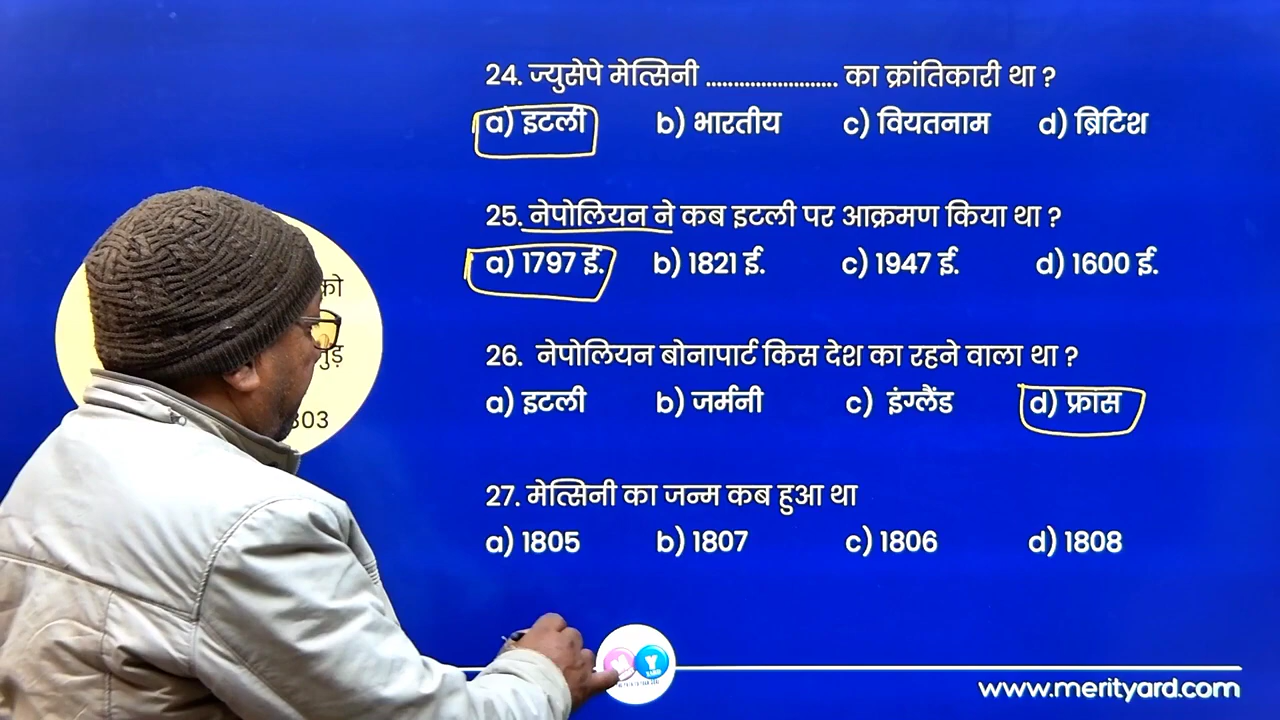 24. ज्युसेपे मेत्सिनी ........................ का क्रांतिकारी था ?
a) इटली b) भारतीय c) वियतनाम d) ब्रिटिश
25. नेपोलियन ने कब इटली पर आक्रमण किया था ?
a) 1797 ई. b) 1821 ई. c) 1947 ई. d) 1600 ई.
26. नेपोलियन बोनापार्ट किस देश का रहने वाला था ?
a) इटली b) जर्मनी c) इंग्लैंड d) फ्रांस
27. मेत्सिनी का जन्म कब हुआ था
a) 1805 b) 1807 c) 1806 d) 1808
को
303
www.merityard.com